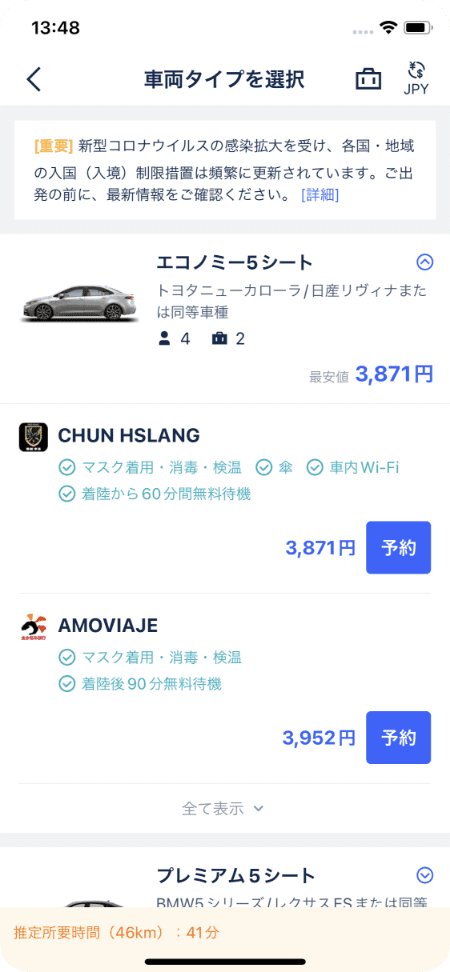 13:48
車両タイプを選択
JPY
[重要] 新型コロナウイルスの感染拡大を受け、各国・地域
の入国（入境）制限措置は頻繁に更新されています。ご出
発の前に、最新情報をご確認ください。 [詳細]
エコノミー5シート
トヨタニューカローラ/日産リヴィナまた
は同等車種
4 2
最安値 3,871円
CHUN HSLANG
マスク着用・消毒・検温 傘 車内Wi-Fi
着陸から60分間無料待機
3,871円 予約
AMOVIAJE
マスク着用・消毒・検温
着陸後90分無料待機
3,952円 予約
全て表示
プレミアム5シート
BMW5シリーズ/レクサスESまたは同等
推定所要時間（46km）：41分